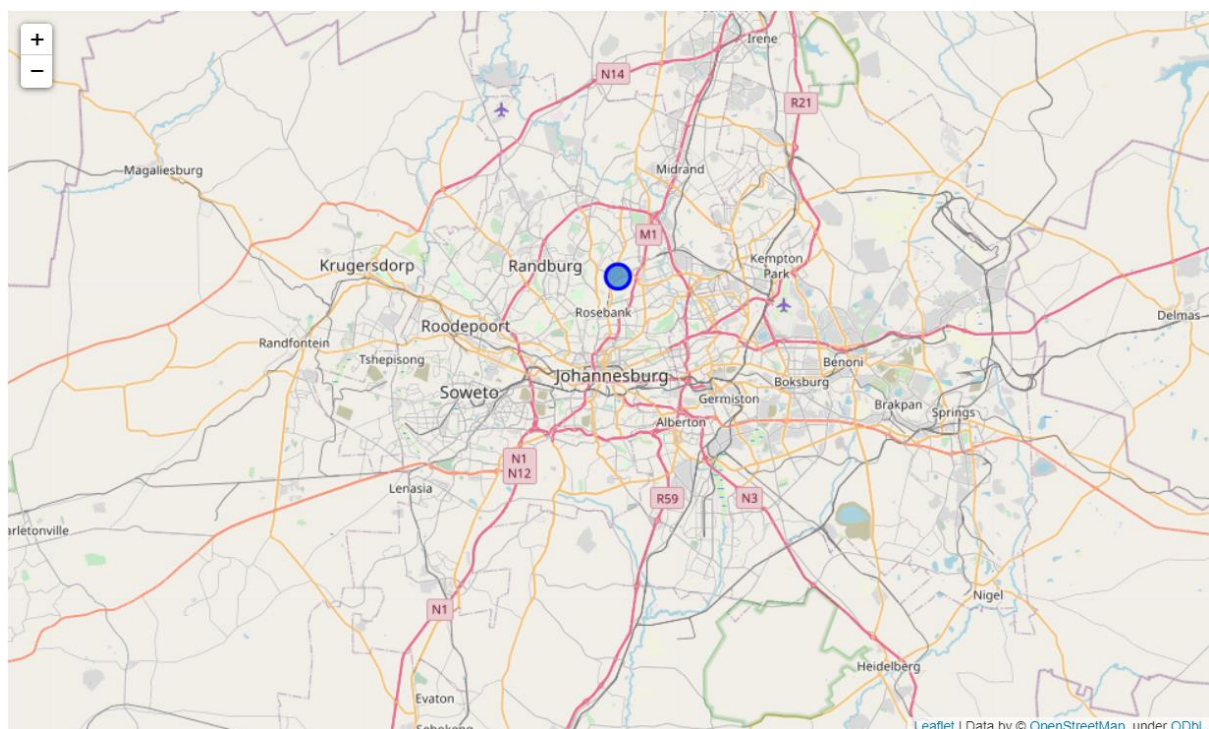 +
−
Irene
N14
R21
Magaliesburg
Midrand
M1
Krugersdorp
Randburg
Kempton
Park
Rosebank
Delmas
Roodepoort
Randfontein
Tshepisong
Benoni
Johannesburg
Boksburg
Soweto
Germiston
Brakpan
Springs
Alberton
N1
N12
Lenasia
R59
N3
arletonville
Nigel
N1
Heidelberg
Evaton
Sebokeng
Leaflet | Data by © OpenStreetMap, under ODbL